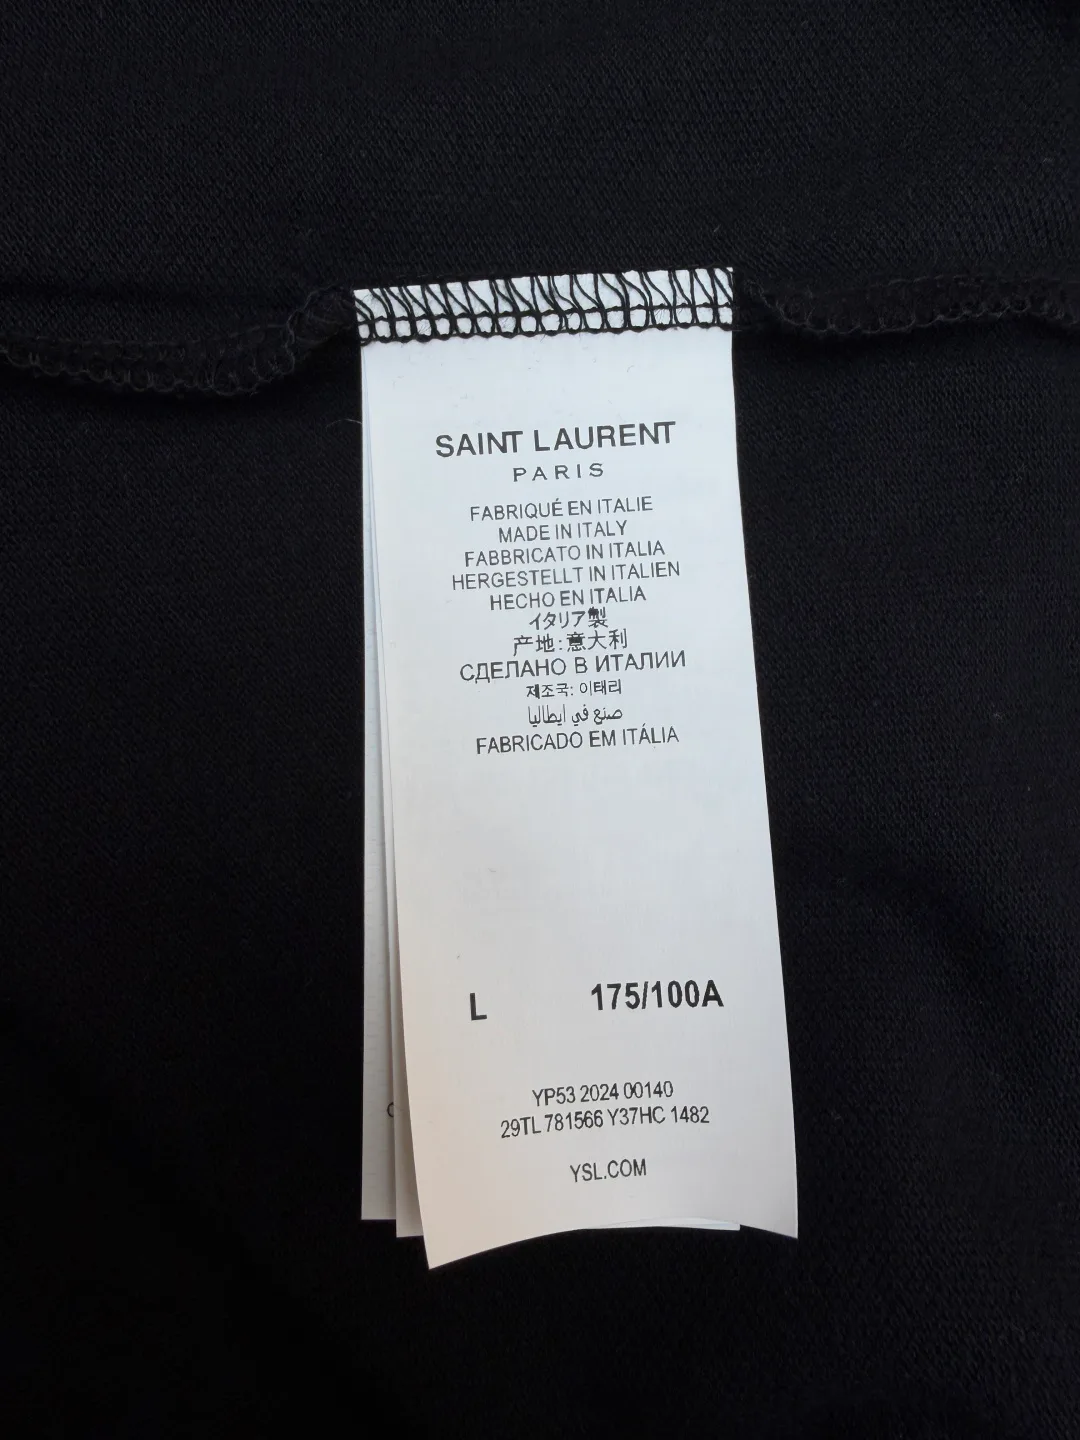 SAINT LAURENT
PARIS
FABRIQUÉ EN ITALIE
MADE IN ITALY
FABBRICATO IN ITALIA
HERGESTELLT IN ITALIEN
HECHO EN ITALIA
イタリア製
产地:意大利
СДЕЛАНО В ИТАЛИИ
제조국: 이태리
صنع في ايطاليا
FABRICADO EM ITÁLIA
L 175/100A
YP53 2024 00140
29TL 781566 Y37HC 1482
YSL.COM